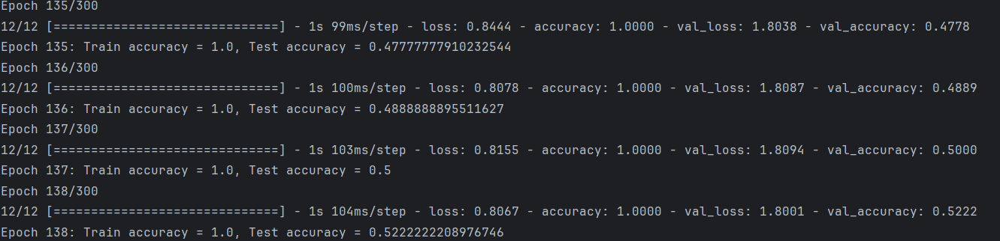 Epoch 135/300
12/12 [==============================] - 1s 99ms/step - loss: 0.8444 - accuracy: 1.0000 - val_loss: 1.8038 - val_accuracy: 0.4778
Epoch 135: Train accuracy = 1.0, Test accuracy = 0.47777777910232544
Epoch 136/300
12/12 [==============================] - 1s 100ms/step - loss: 0.8078 - accuracy: 1.0000 - val_loss: 1.8087 - val_accuracy: 0.4889
Epoch 136: Train accuracy = 1.0, Test accuracy = 0.4888888895511627
Epoch 137/300
12/12 [==============================] - 1s 103ms/step - loss: 0.8155 - accuracy: 1.0000 - val_loss: 1.8094 - val_accuracy: 0.5000
Epoch 137: Train accuracy = 1.0, Test accuracy = 0.5
Epoch 138/300
12/12 [==============================] - 1s 104ms/step - loss: 0.8067 - accuracy: 1.0000 - val_loss: 1.8001 - val_accuracy: 0.5222
Epoch 138: Train accuracy = 1.0, Test accuracy = 0.5222222208976746